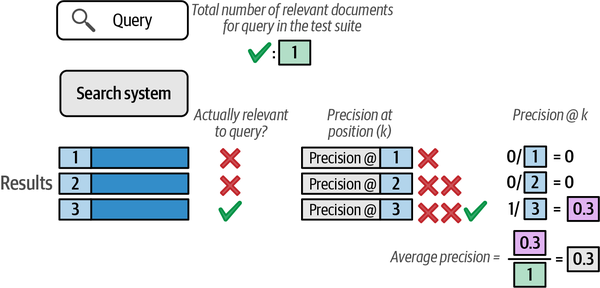 Query
Total number of relevant documents
for query in the test suite
: 1
Search system
Actually relevant
to query?
Precision at
position (k)
Precision @ k
Results
1 Precision @ 1 0/ 1 = 0
2 Precision @ 2 0/ 2 = 0
3 Precision @ 3 1/ 3 = 0.3
Average precision = 0.3 / 1 = 0.3